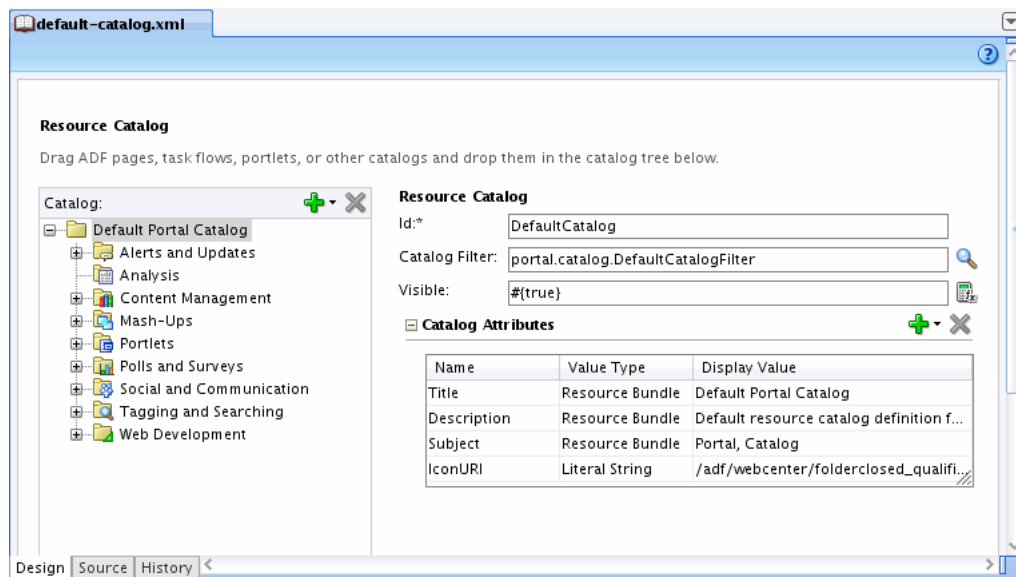 default-catalog.xml
Resource Catalog
Drag ADF pages, task flows, portlets, or other catalogs and drop them in the catalog tree below.
Catalog:
Default Portal Catalog
Alerts and Updates
Analysis
Content Management
Mash-Ups
Portlets
Polls and Surveys
Social and Communication
Tagging and Searching
Web Development
Resource Catalog
Id:* DefaultCatalog
Catalog Filter: portal.catalog.DefaultCatalogFilter
Visible: #{true}
Catalog Attributes
Name Value Type Display Value
Title Resource Bundle Default Portal Catalog
Description Resource Bundle Default resource catalog definition f...
Subject Resource Bundle Portal, Catalog
IconURI Literal String /adf/webcenter/folderclosed_qualifi...
Design Source History